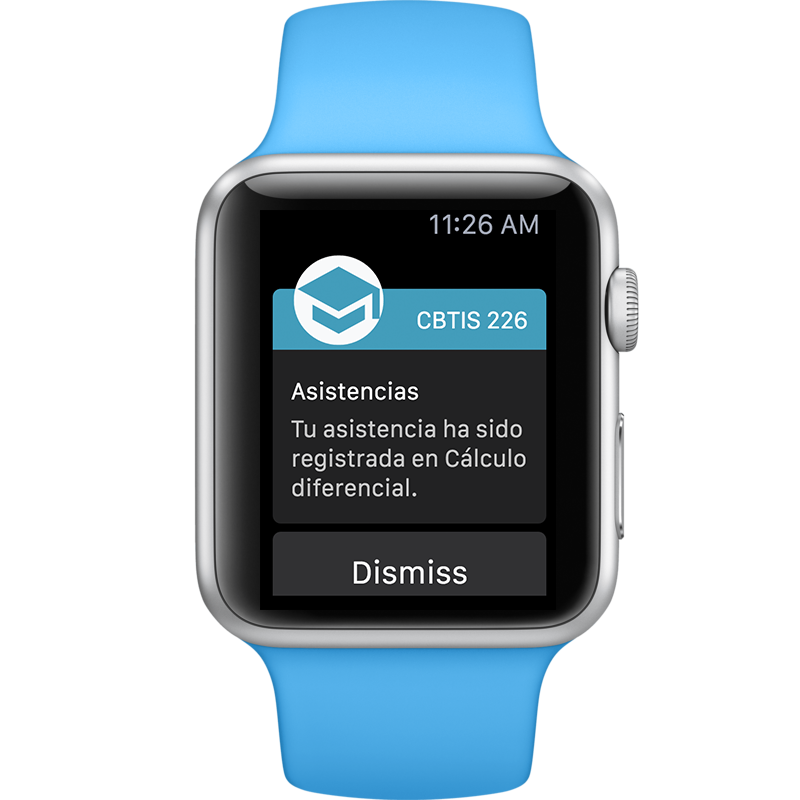 11:26 AM
CBTIS 226
Asistencias
Tu asistencia ha sido
registrada en Cálculo
diferencial.
Dismiss